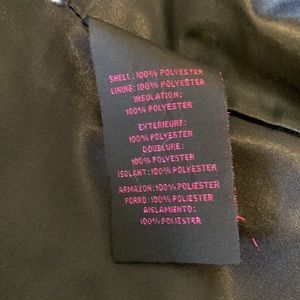 SHELL: 100% POLYESTER
LINING: 100% POLYESTER
INSULATION:
100% POLYESTER
EXTERIEURE:
100% POLYESTER
DOUBLURE:
100% POLYESTER
ISOLANT: 100% POLYESTER
ARMAZON: 100% POLIESTER
FORRO: 100% POLIESTER
AISLAMIENTO:
100% POLIESTER